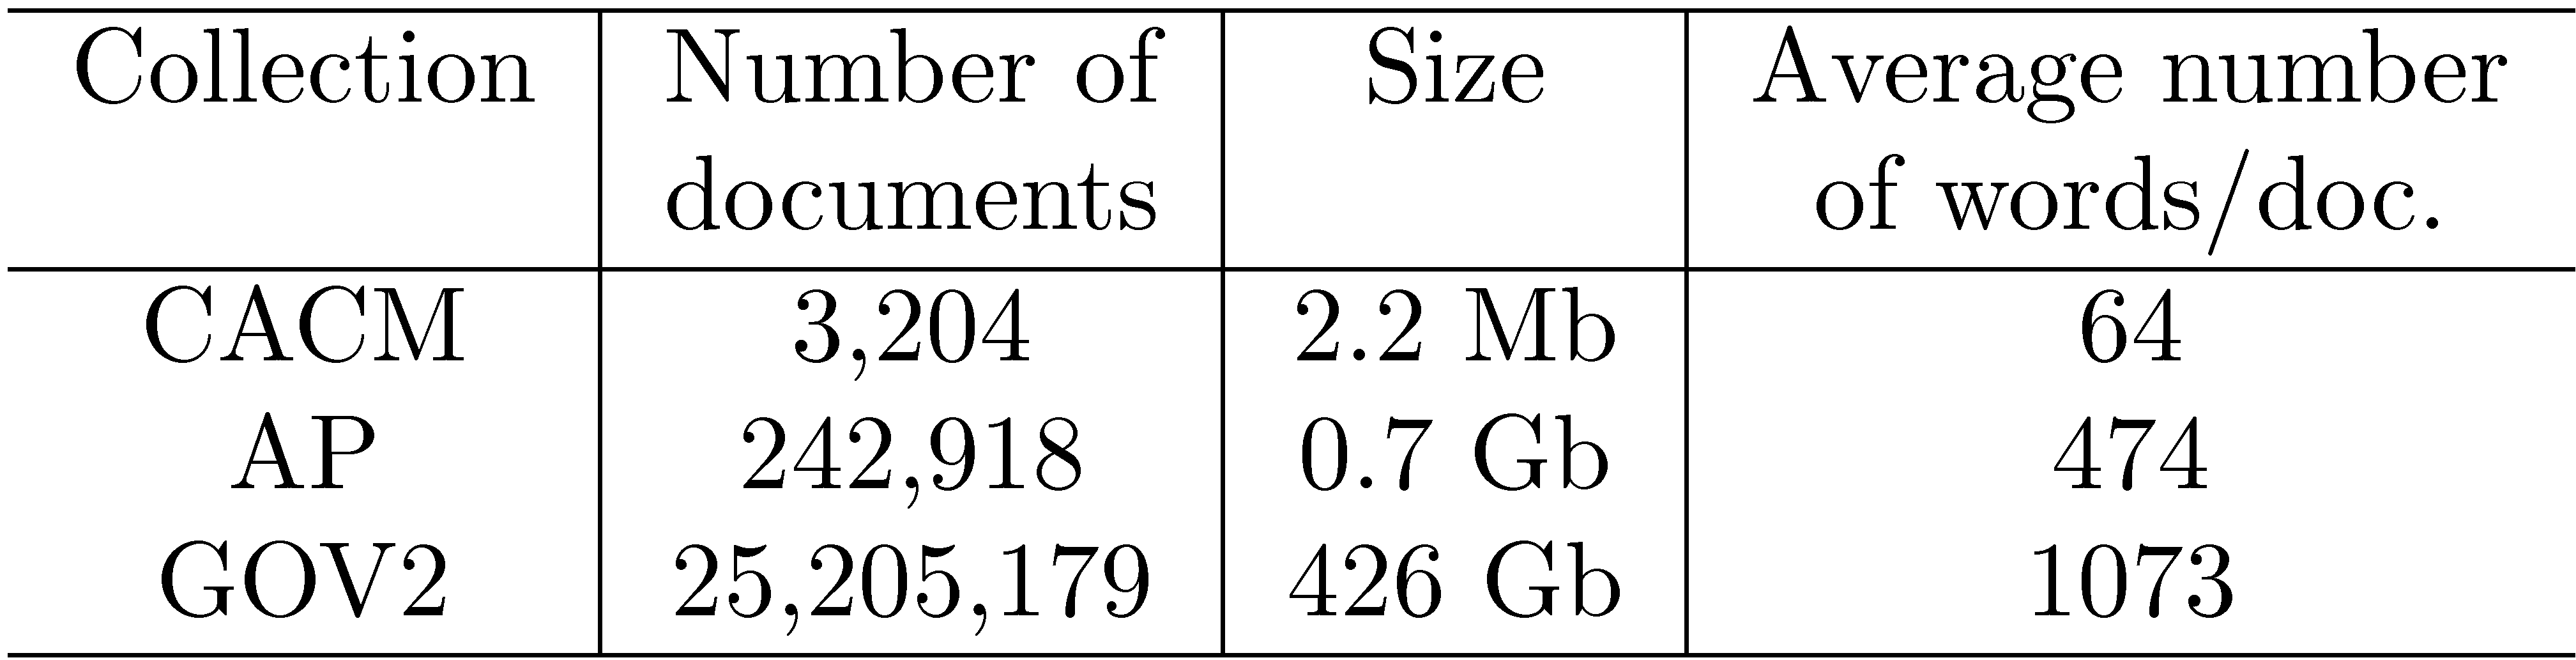 Collection Number of documents Size Average number of words/doc.
CACM 3,204 2.2 Mb 64
AP 242,918 0.7 Gb 474
GOV2 25,205,179 426 Gb 1073